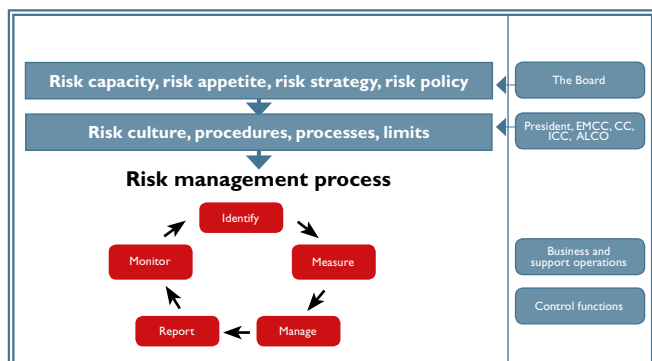 Risk capacity, risk appetite, risk strategy, risk policy
The Board
Risk culture, procedures, processes, limits
President, EMCC, CC,
ICC, ALCO
Risk management process
Identify
Monitor
Measure
Report
Manage
Business and
support operations
Control functions